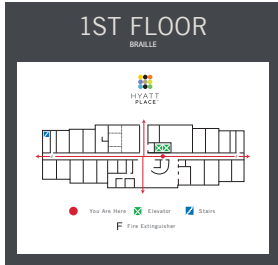 1ST FLOOR
BRAILLE
HYATT
PLACE
You Are Here
Elevator
Stairs
F Fire Extinguisher